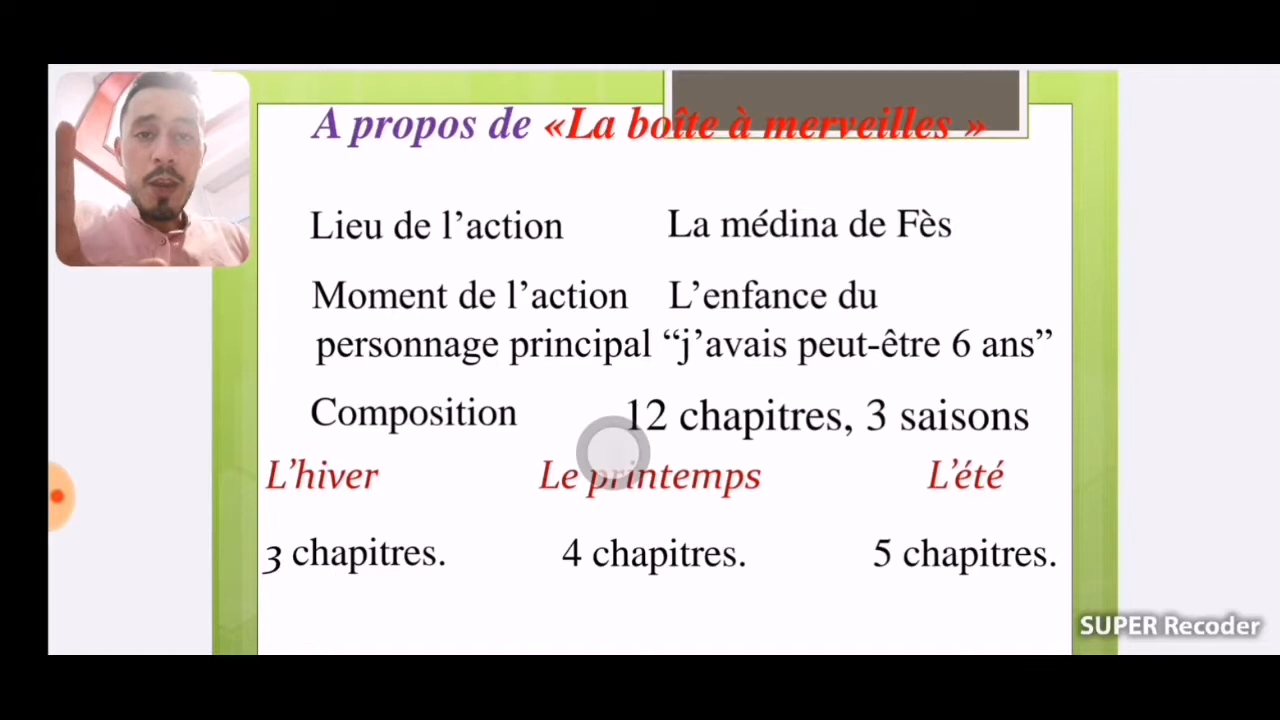 A propos de «La boîte à merveilles »
Lieu de l’action La médina de Fès
Moment de l’action L’enfance du
personnage principal “j’avais peut-être 6 ans”
Composition 12 chapitres, 3 saisons
L’hiver Le printemps L’été
3 chapitres. 4 chapitres. 5 chapitres.
SUPER Recoder